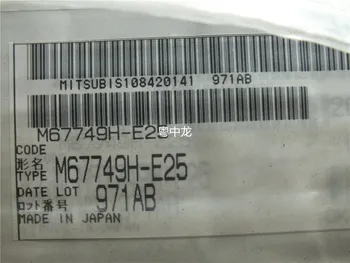 MITSUBIS108420141 971AB
M67749H-E25
粤中龙
CODE
形名
TYPE M67749H-E25
DATE LOT
ロット番号 971AB
MADE IN JAPAN